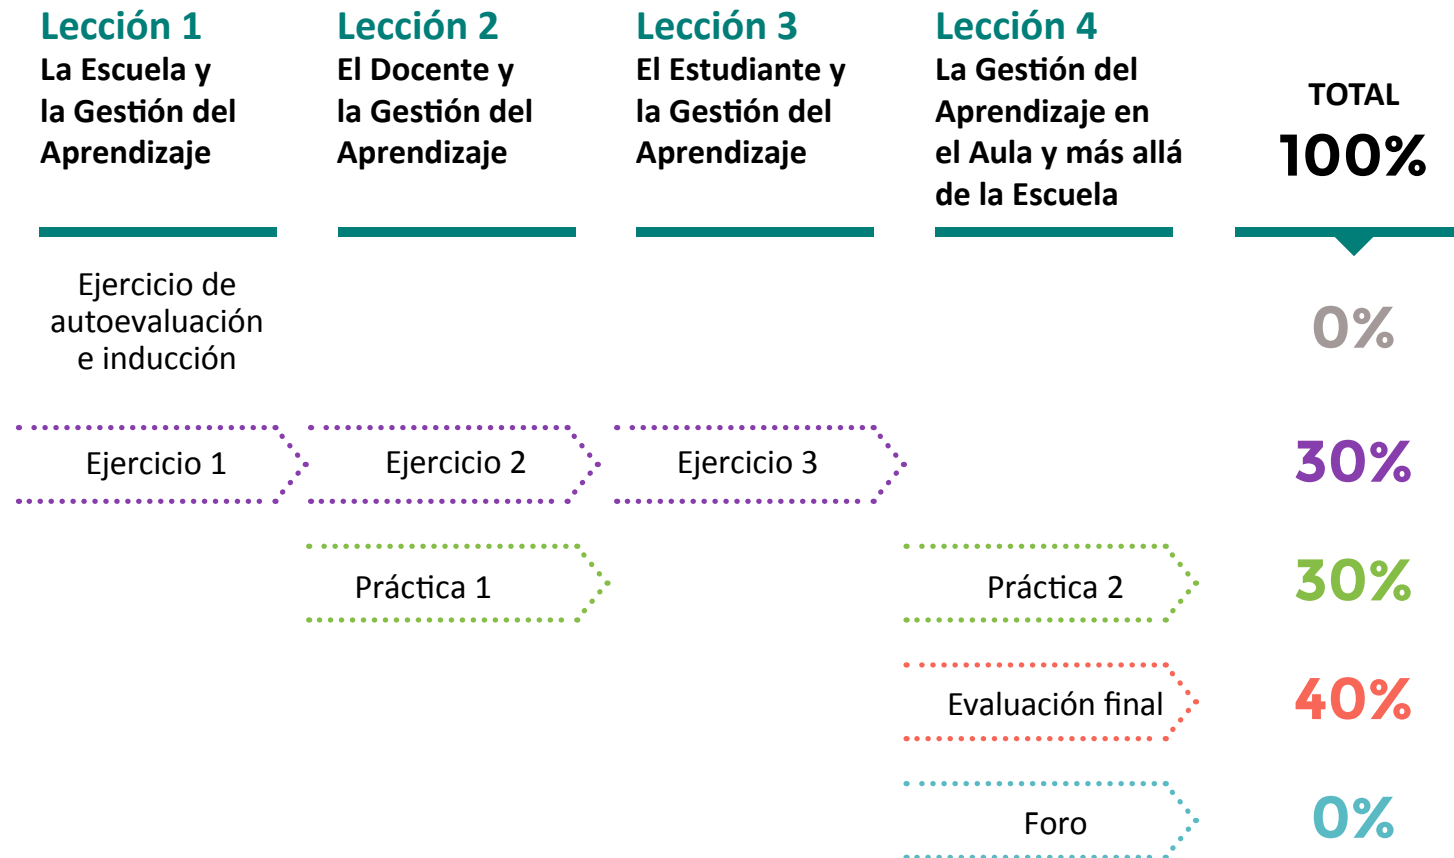 Lección 1
La Escuela y
la Gestión del
Aprendizaje
Lección 2
El Docente y
la Gestión del
Aprendizaje
Lección 3
El Estudiante y
la Gestión del
Aprendizaje
Lección 4
La Gestión del
Aprendizaje en
el Aula y más allá
de la Escuela
TOTAL
100%
Ejercicio de
autoevaluación
e inducción
0%
Ejercicio 1
Ejercicio 2
Ejercicio 3
30%
Práctica 1
Práctica 2
30%
Evaluación final
40%
Foro
0%